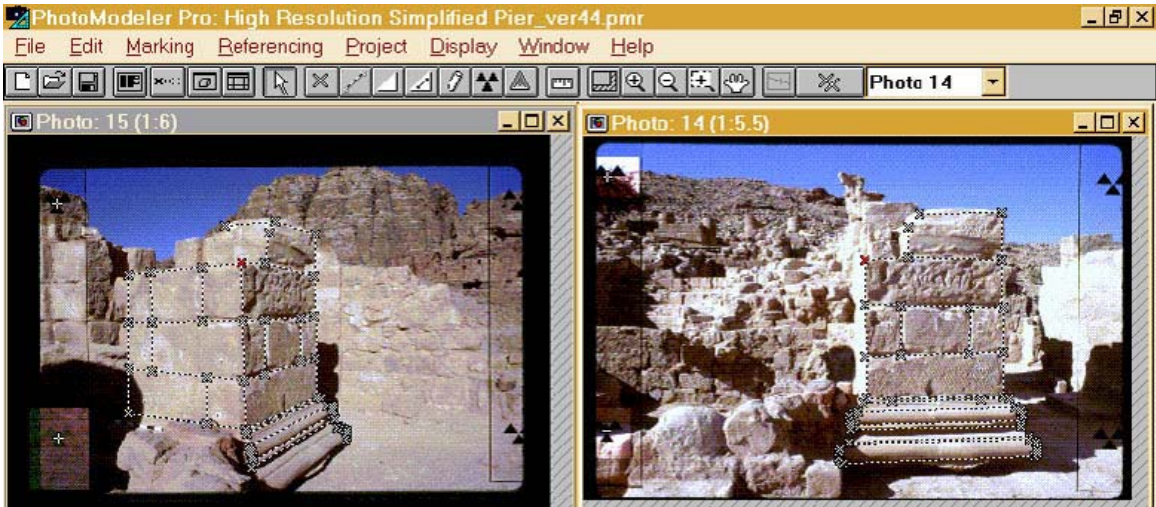 PhotoModeler Pro: High Resolution Simplified Pier_ver44.pmr
File Edit Marking Referencing Project Display Window Help
Photo 14
Photo: 15 (1:6)
Photo: 14 (1:5.5)